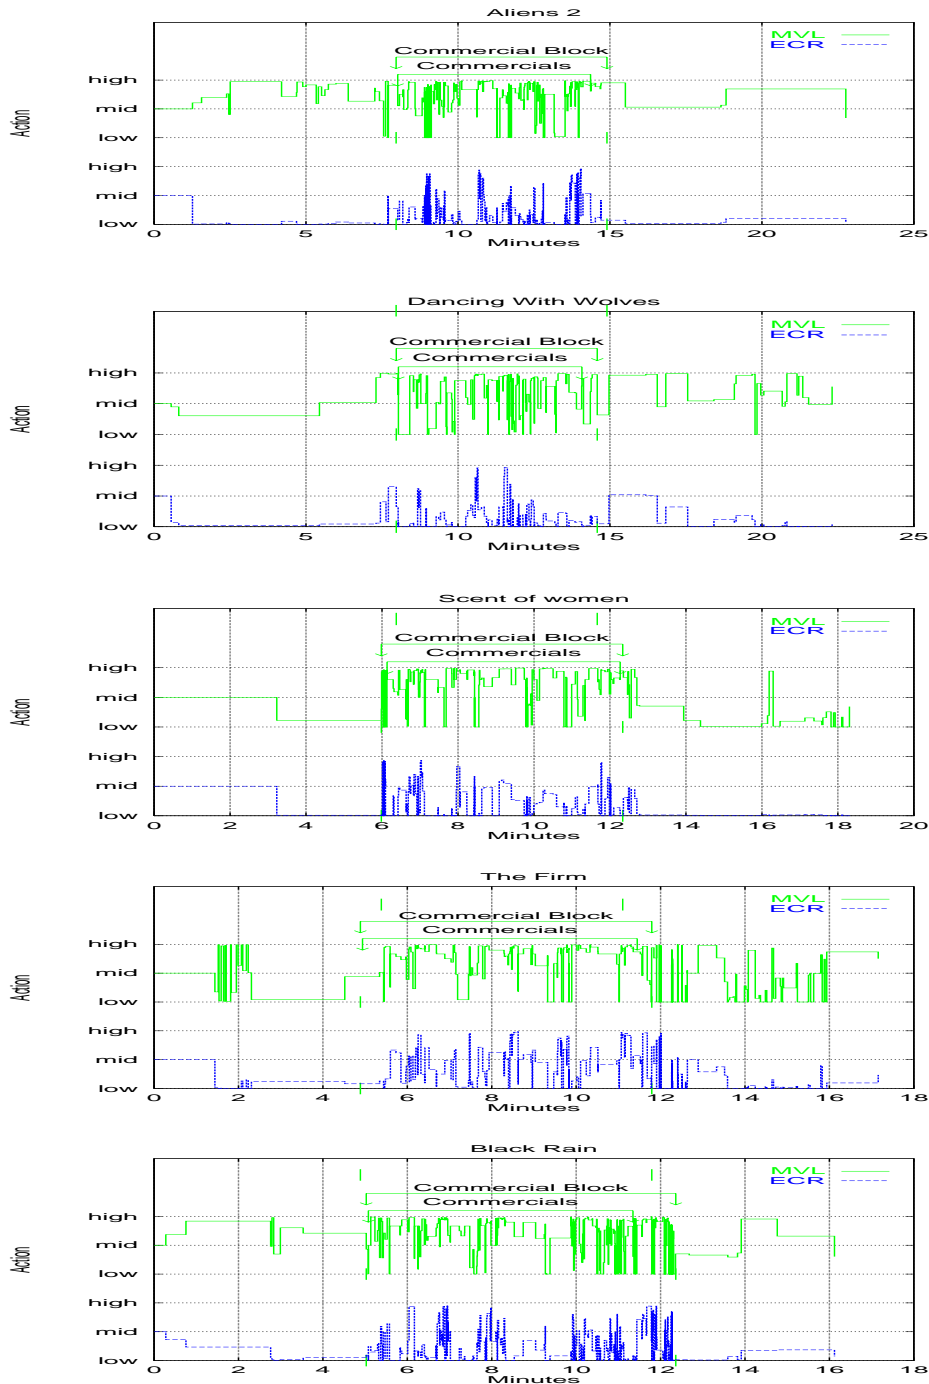 Aliens 2
MVL
ECR
Commercial Block
Commercials
Action
high
mid
low
high
mid
low
0 5 10 15 20 25
Minutes
Dancing With Wolves
MVL
ECR
Commercial Block
Commercials
Action
high
mid
low
high
mid
low
0 5 10 15 20 25
Minutes
Scent of women
MVL
ECR
Commercial Block
Commercials
Action
high
mid
low
high
mid
low
0 2 4 6 8 10 12 14 16 18 20
Minutes
The Firm
MVL
ECR
Commercial Block
Commercials
Action
high
mid
low
high
mid
low
0 2 4 6 8 10 12 14 16 18
Minutes
Black Rain
MVL
ECR
Commercial Block
Commercials
Action
high
mid
low
high
mid
low
0 2 4 6 8 10 12 14 16 18
Minutes